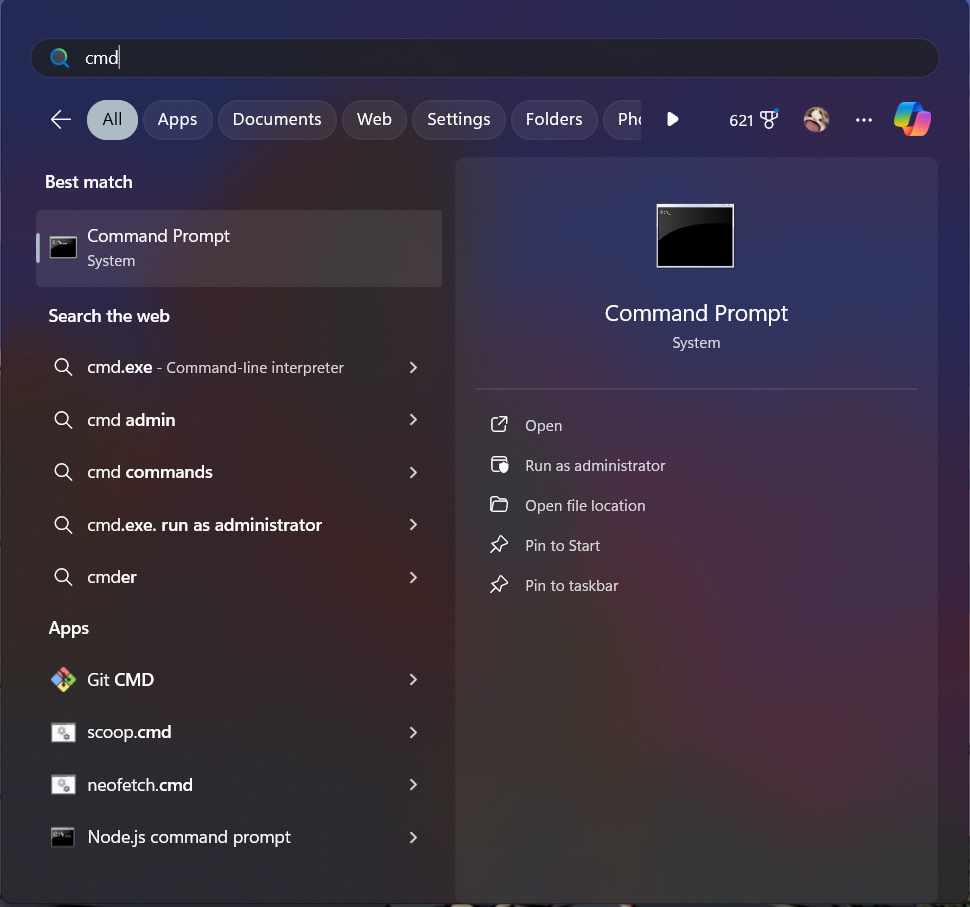 cmd
All
Apps
Documents
Web
Settings
Folders
Pho
621
Best match
Command Prompt
System
Search the web
cmd.exe - Command-line interpreter
cmd admin
cmd commands
cmd.exe. run as administrator
cmder
Apps
Git CMD
scoop.cmd
neofetch.cmd
Node.js command prompt
Command Prompt
System
Open
Run as administrator
Open file location
Pin to Start
Pin to taskbar